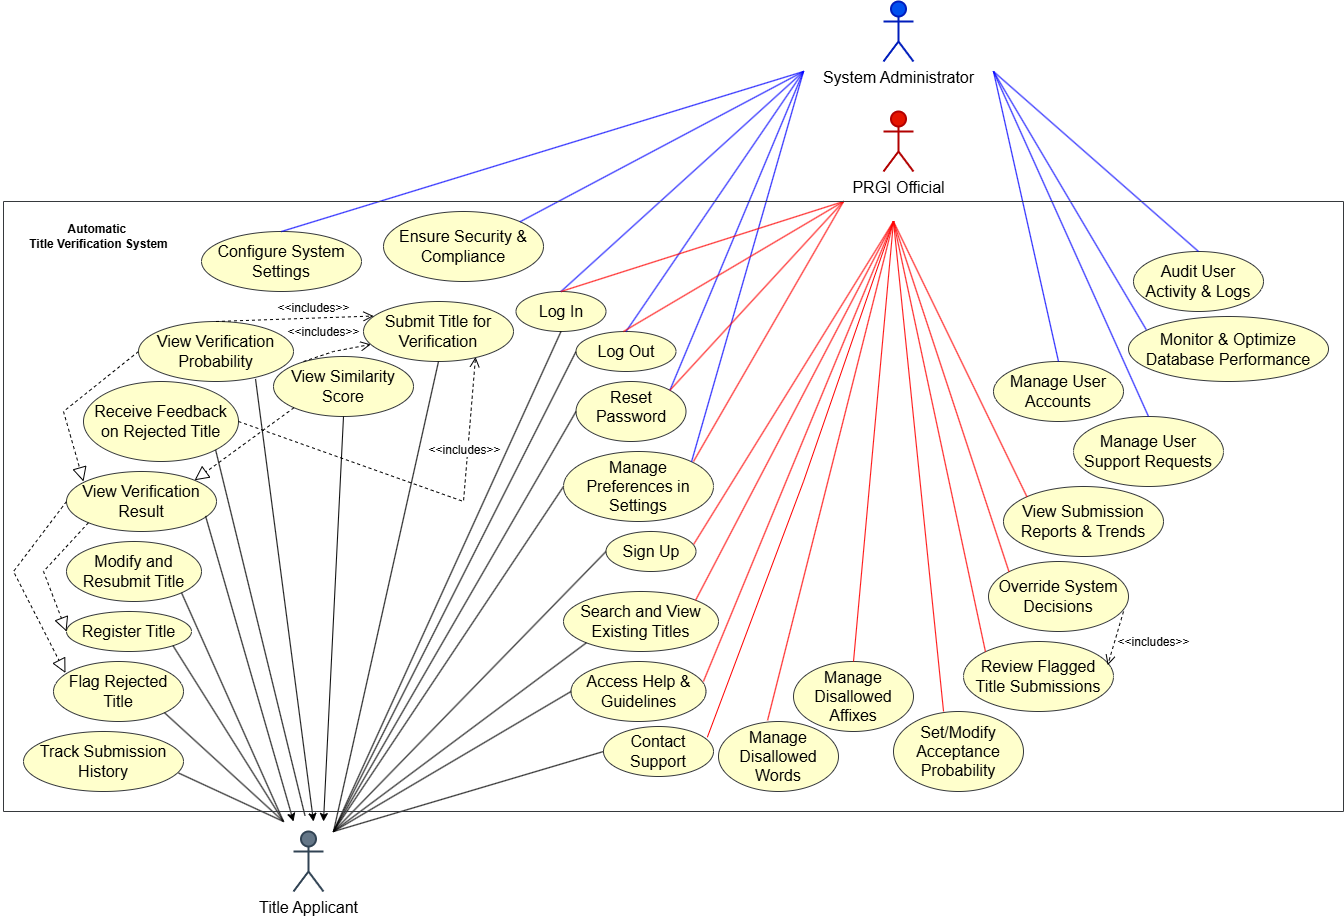 System Administrator
PRGI Official
Automatic
Title Verification System
Configure System
Settings
Ensure Security &
Compliance
Audit User
Activity & Logs
<<includes>>
<<includes>>
Submit Title for
Verification
Log In
View Verification
Probability
Log Out
Monitor & Optimize
Database Performance
View Similarity
Score
Manage User
Accounts
Receive Feedback
on Rejected Title
Reset
Password
<<includes>>
Manage User
Support Requests
Manage
Preferences in
Settings
View Verification
Result
View Submission
Reports & Trends
Sign Up
Modify and
Resubmit Title
Override System
Decisions
Search and View
Existing Titles
Register Title
<<includes>>
Review Flagged
Title Submissions
Flag Rejected
Title
Access Help &
Guidelines
Manage
Disallowed
Affixes
Track Submission
History
Contact
Support
Manage
Disallowed
Words
Set/Modify
Acceptance
Probability
Title Applicant